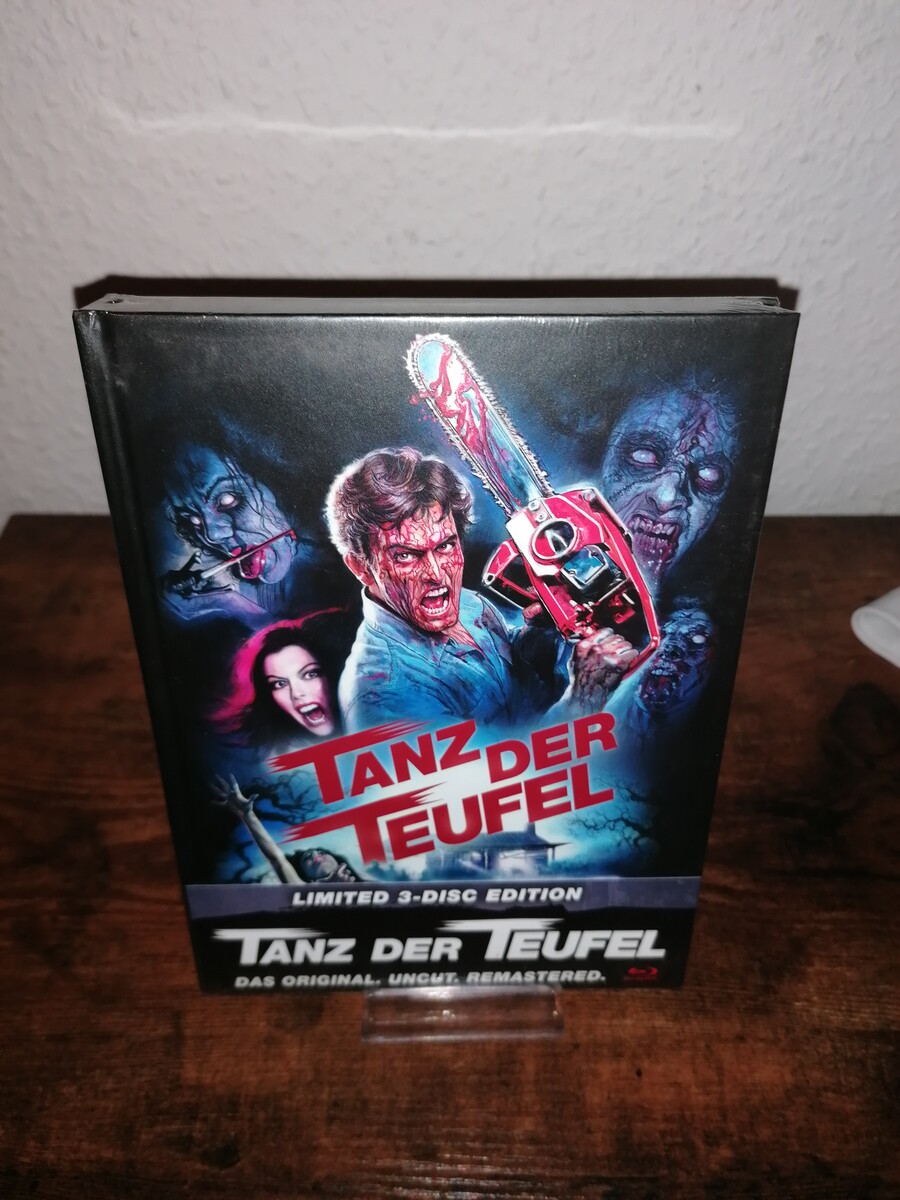 TANZ DER
TEUFEL
LIMITED 3-DISC EDITION
TANZ DER TEUFEL
DAS ORIGINAL. UNCUT. REMASTERED.